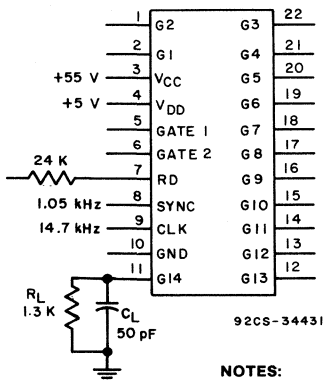 1 G2 G3 22
2 G1 G4 21
+55 V 3 VCC G5 20
+5 V 4 VDD G6 19
5 GATE 1 G7 18
6 GATE 2 G8 17
24 K 7 RD G9 16
1.05 kHz 8 SYNC G10 15
14.7 kHz 9 CLK G11 14
10 GND G12 13
11 G14 G13 12
RL
1.3 K
CL
50 pF
92CS-34431
NOTES: